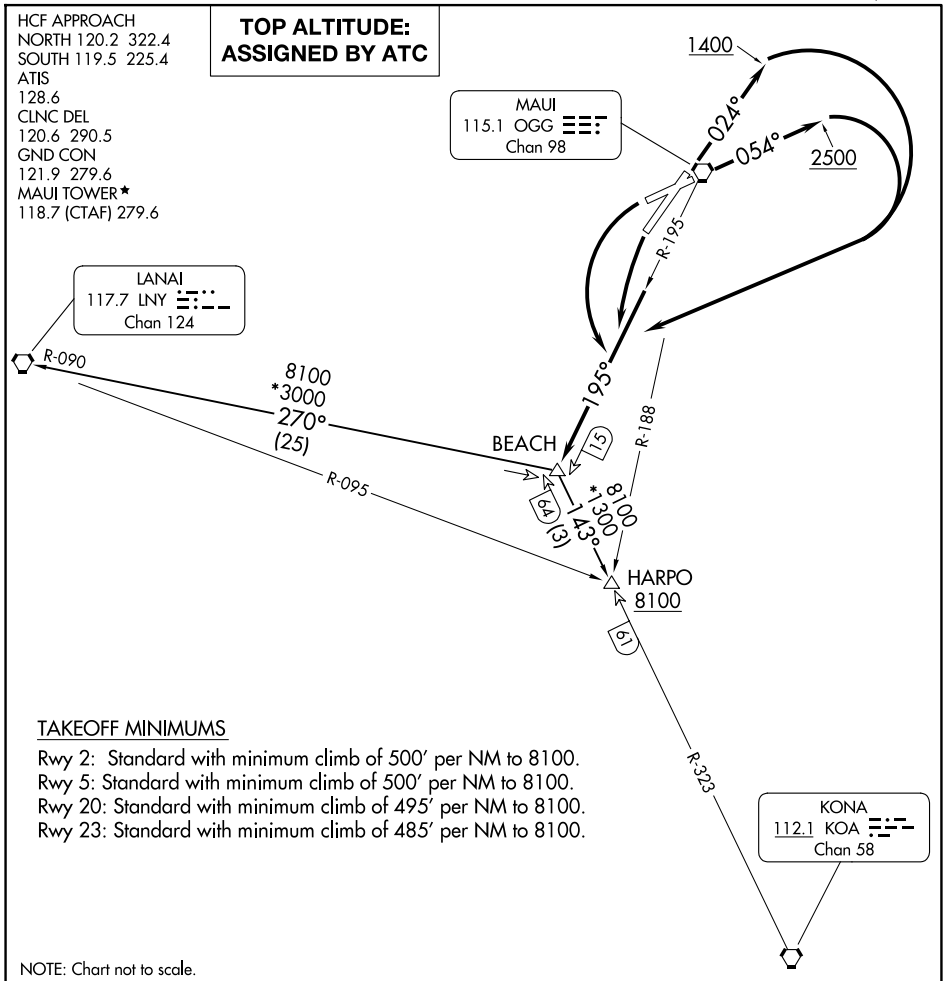 HCF APPROACH
NORTH 120.2 322.4
SOUTH 119.5 225.4
ATIS
128.6
CLNC DEL
120.6 290.5
GND CON
121.9 279.6
MAUI TOWER★
118.7 (CTAF) 279.6
TOP ALTITUDE:
ASSIGNED BY ATC
1400
MAUI
115.1 OGG
Chan 98
024°
054°
2500
R-195
LANAI
117.7 LNY
Chan 124
R-090
8100
*3000
270°
(25)
195°
R-188
BEACH
15
R-095
64
(3)
143°
8100
*1300
HARPO
8100
61
TAKEOFF MINIMUMS
Rwy 2: Standard with minimum climb of 500' per NM to 8100.
Rwy 5: Standard with minimum climb of 500' per NM to 8100.
Rwy 20: Standard with minimum climb of 495' per NM to 8100.
Rwy 23: Standard with minimum climb of 485' per NM to 8100.
R-323
KONA
112.1 KOA
Chan 58
NOTE: Chart not to scale.